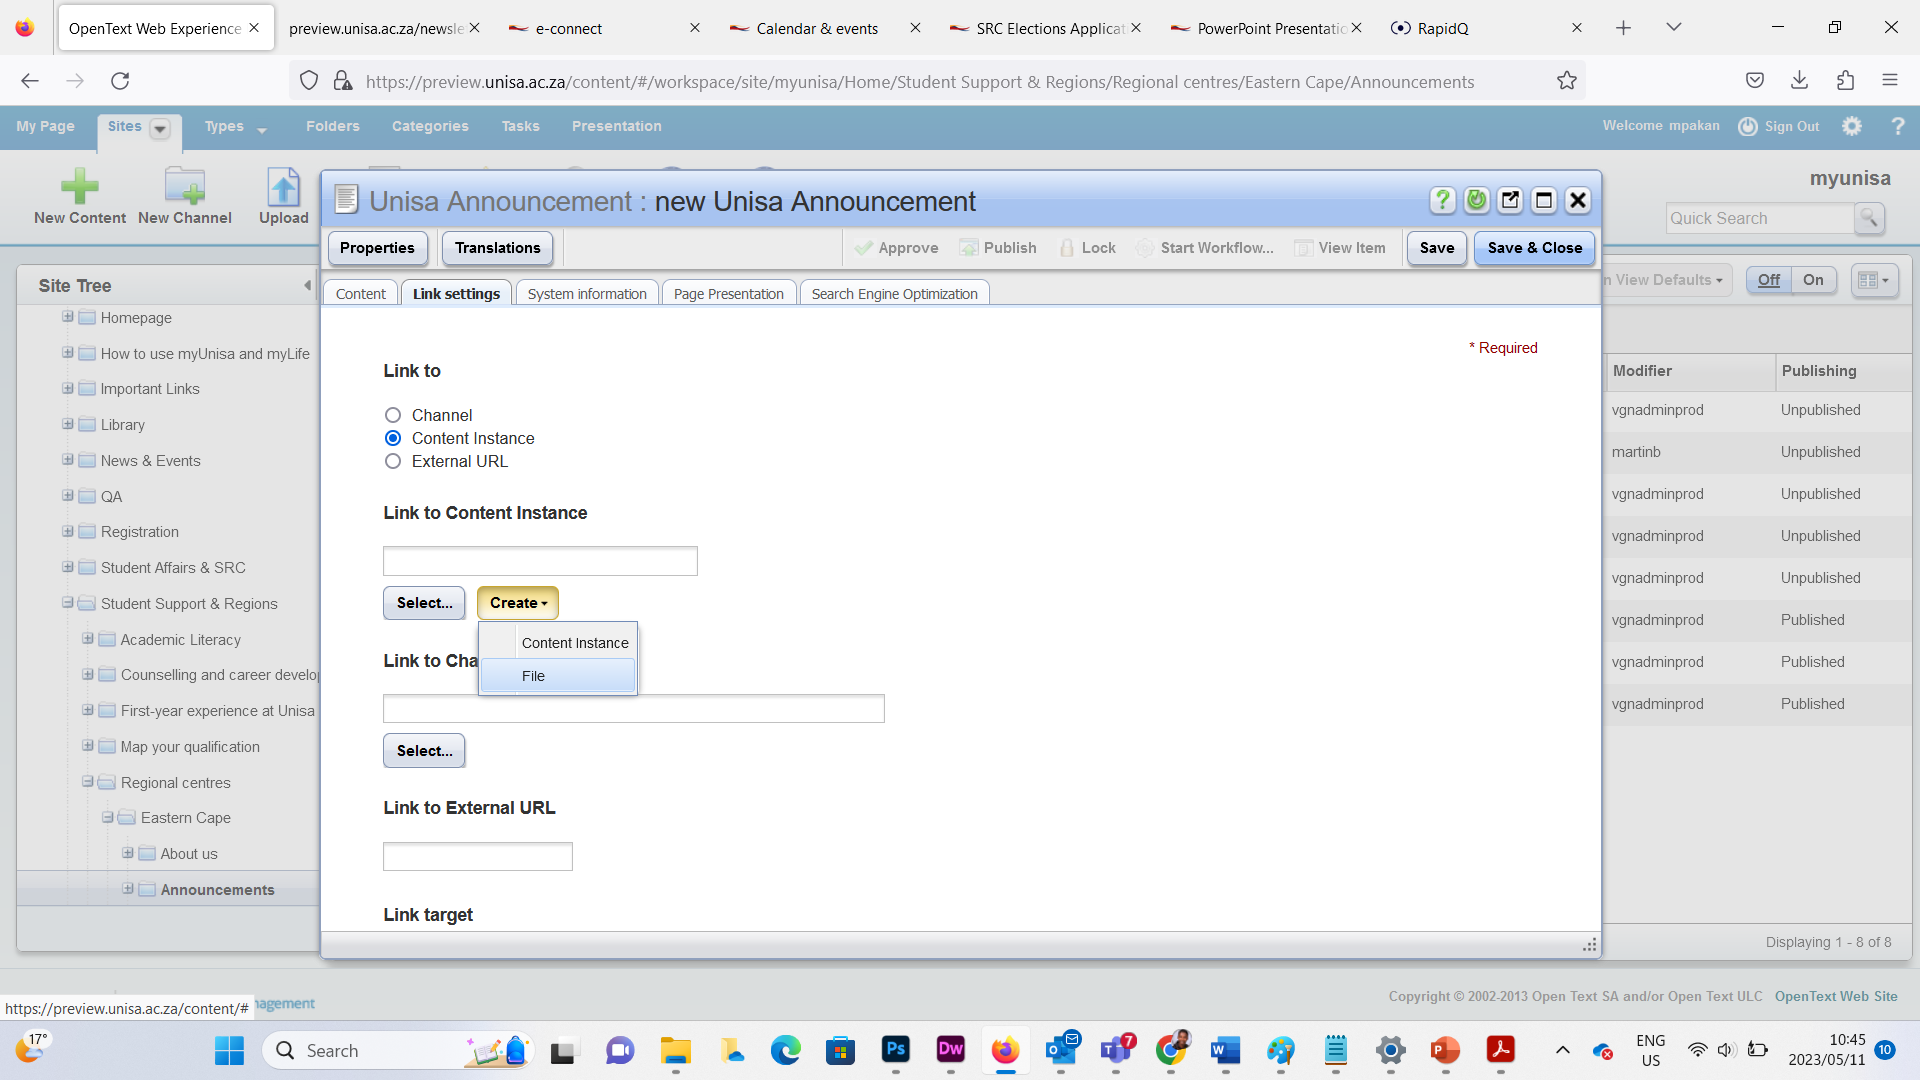 OpenText Web Experience
preview.unisa.ac.za/newsle
e-connect
Calendar & events
SRC Elections Applicat
PowerPoint Presentatio
RapidQ
https://preview.unisa.ac.za/content/#/workspace/site/myunisa/Home/Student Support & Regions/Regional centres/Eastern Cape/Announcements
My Page
Sites
Types
Folders
Categories
Tasks
Presentation
Welcome mpakan
Sign Out
?
New Content
New Channel
Upload
myunisa
Quick Search
Unisa Announcement : new Unisa Announcement
?
Properties
Translations
Approve
Publish
Lock
Start Workflow...
View Item
Save
Save & Close
Content
Link settings
System information
Page Presentation
Search Engine Optimization
n View Defaults
Off
On
Site Tree
Homepage
How to use myUnisa and myLife
Important Links
Library
News & Events
QA
Registration
Student Affairs & SRC
Student Support & Regions
Academic Literacy
Counselling and career develo
First-year experience at Unisa
Map your qualification
Regional centres
Eastern Cape
About us
Announcements
* Required
Link to
Channel
Content Instance
External URL
Link to Content Instance
Select...
Create
Content Instance
File
Link to Cha
Select...
Link to External URL
Link target
Modifier
Publishing
vgnadminprod
Unpublished
martinb
Unpublished
vgnadminprod
Unpublished
vgnadminprod
Unpublished
vgnadminprod
Unpublished
vgnadminprod
Published
vgnadminprod
Published
vgnadminprod
Published
Displaying 1 - 8 of 8
https://preview.unisa.ac.za/content/#
nagement
Copyright © 2002-2013 Open Text SA and/or Open Text ULC
OpenText Web Site
17°
Search
Ps
Dw
7
ENG
US
10:45
2023/05/11
10